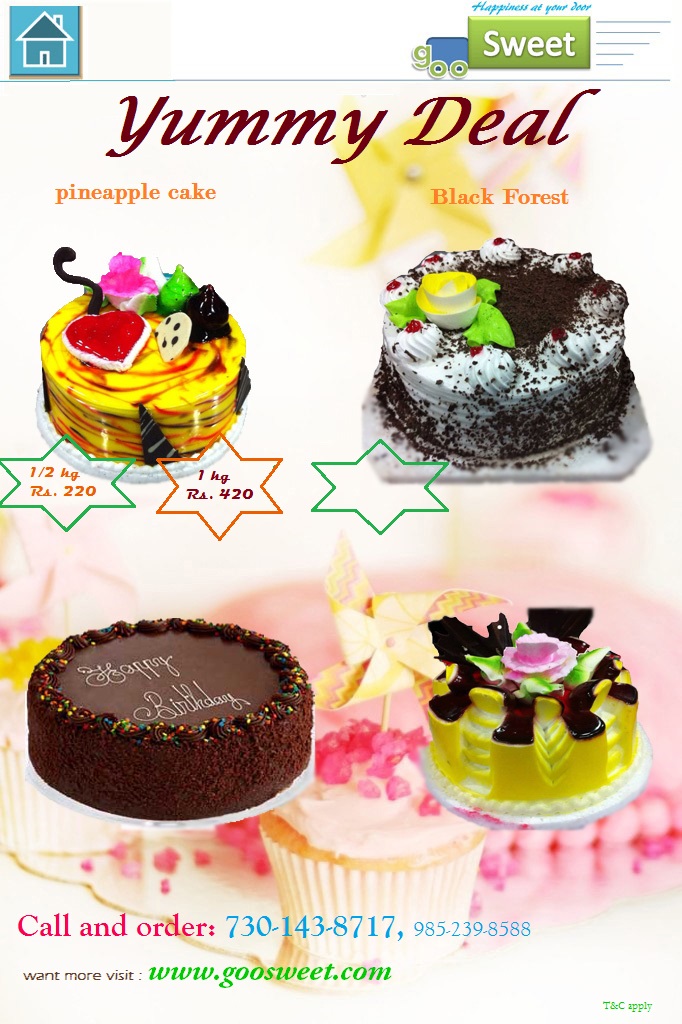 Happiness at your door
goo Sweet
Yummy Deal
pineapple cake
Black Forest
1/2 kg
Rs. 220
1 kg
Rs. 420
Happy
Birthday
Call and order: 730-143-8717, 985-239-8588
want more visit : www.goosweet.com
T&C apply